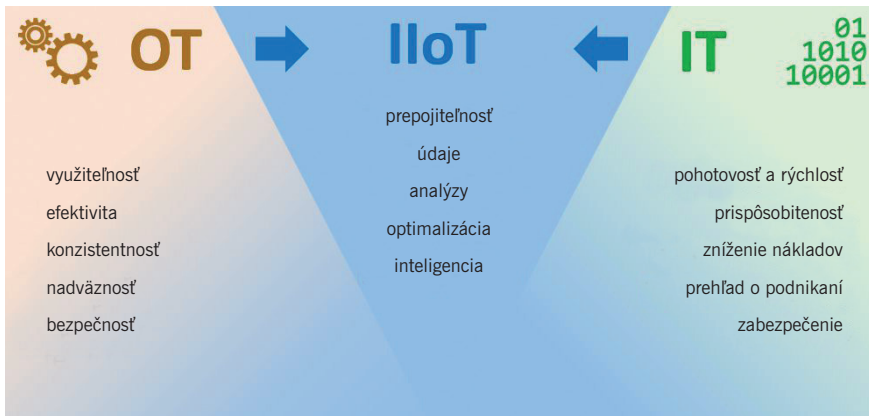 OT
využiteľnosť
efektivita
konzistentnosť
nadväznosť
bezpečnosť
IIoT
prepojiteľnosť
údaje
analýzy
optimalizácia
inteligencia
IT
01
1010
10001
pohotovosť a rýchlosť
prispôsobitenosť
zníženie nákladov
prehľad o podnikaní
zabezpečenie